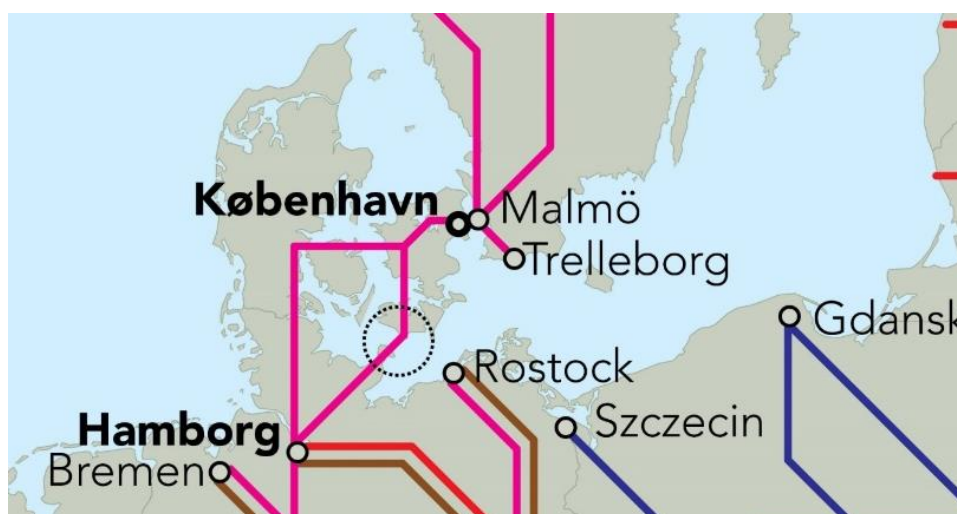 København
Malmö
Trelleborg
Gdansk
Rostock
Szczecin
Hamborg
Bremen